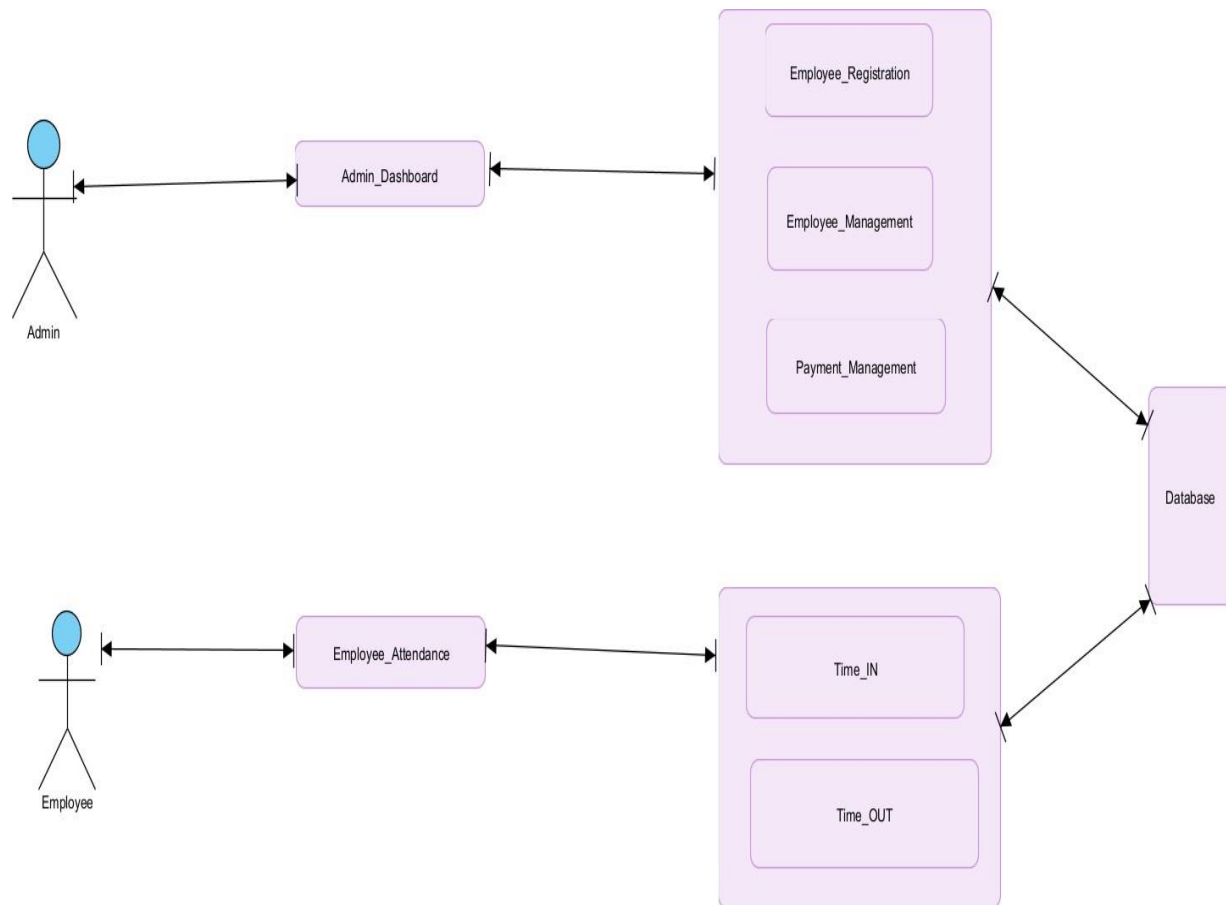 Employee_Registration
Admin_Dashboard
Employee_Management
Admin
Payment_Management
Database
Employee_Attendance
Time_IN
Employee
Time_OUT